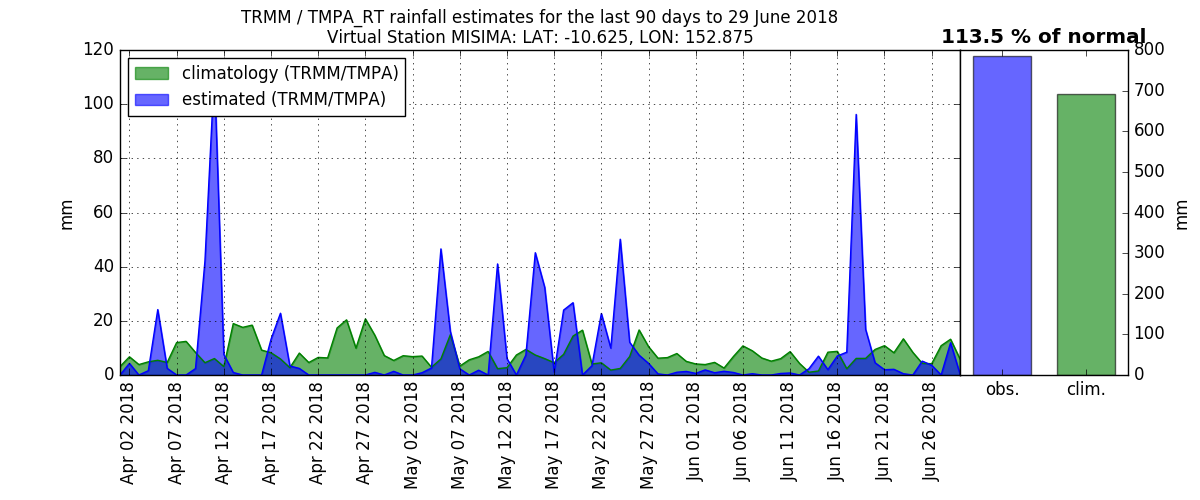 TRMM / TMPA_RT rainfall estimates for the last 90 days to 29 June 2018
Virtual Station MISIMA: LAT: -10.625, LON: 152.875
113.5 % of normal
climatology (TRMM/TMPA)
estimated (TRMM/TMPA)
120
100
80
60
40
20
0
mm
Apr 02 2018
Apr 07 2018
Apr 12 2018
Apr 17 2018
Apr 22 2018
Apr 27 2018
May 02 2018
May 07 2018
May 12 2018
May 17 2018
May 22 2018
May 27 2018
Jun 01 2018
Jun 06 2018
Jun 11 2018
Jun 16 2018
Jun 21 2018
Jun 26 2018
obs.
clim.
800
700
600
500
400
300
200
100
0
mm